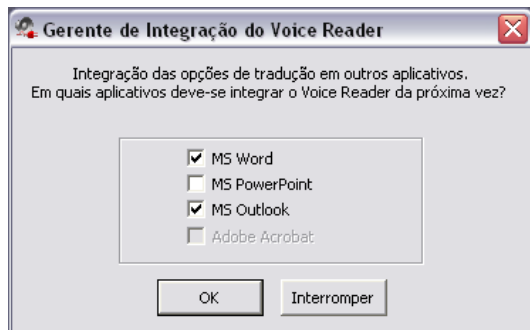 Gerente de Integração do Voice Reader
Integração das opções de tradução em outros aplicativos.
Em quais aplicativos deve-se integrar o Voice Reader da próxima vez?
MS Word
MS PowerPoint
MS Outlook
Adobe Acrobat
OK Interromper